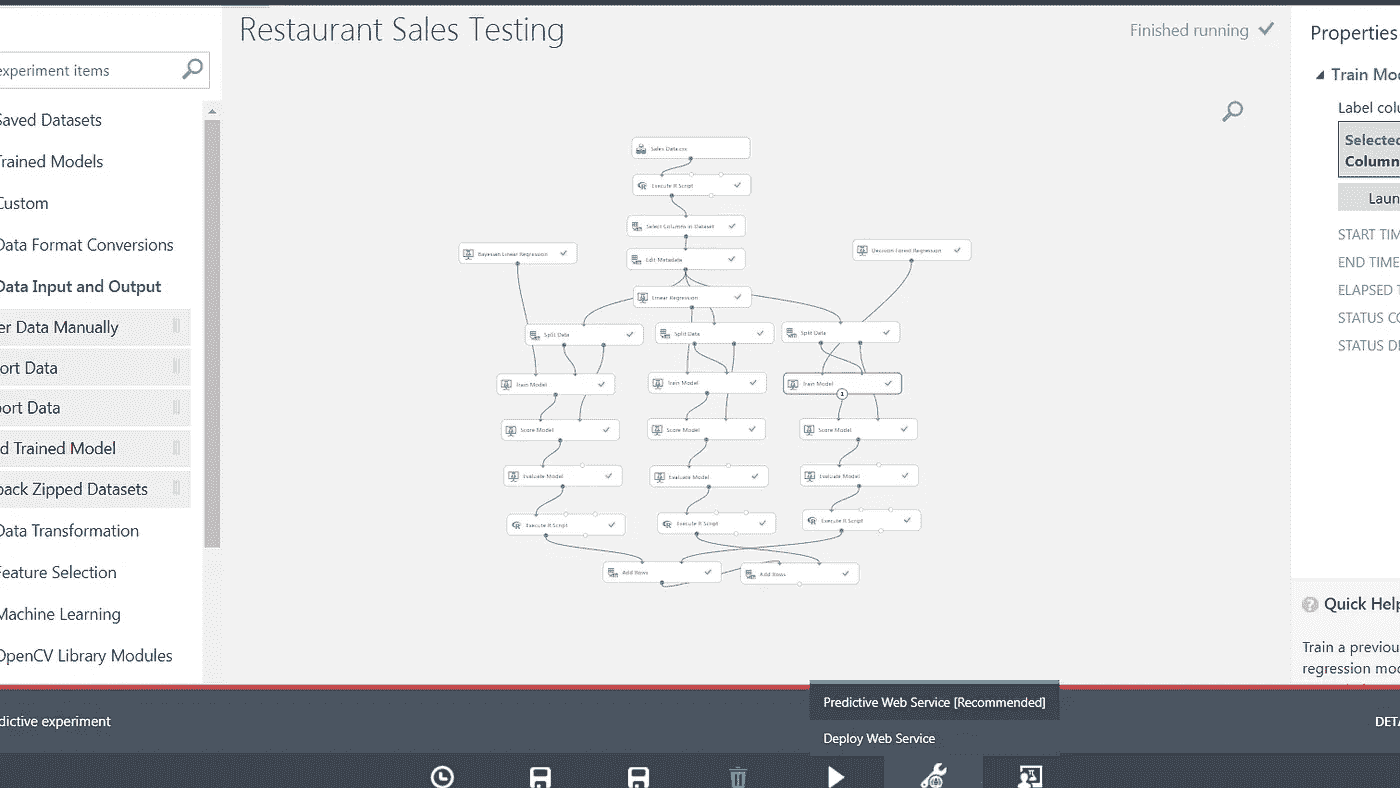 Restaurant Sales Testing
Finished running
experiment items
Saved Datasets
Trained Models
Custom
Data Format Conversions
Data Input and Output
er Data Manually
ort Data
port Data
d Trained Model
pack Zipped Datasets
Data Transformation
Feature Selection
Machine Learning
OpenCV Library Modules
Sales Data.csv
Execute R Script
Select Columns in Dataset
Bayesian Linear Regression
Decision Forest Regression
Edit Metadata
Linear Regression
Split Data
Split Data
Split Data
Train Model
Train Model
Train Model
1
Score Model
Score Model
Score Model
Evaluate Model
Evaluate Model
Evaluate Model
Execute R Script
Execute R Script
Execute R Script
Add Rows
Add Rows
Properties
Train Mod
Label colu
Selected
Column
Laun
START TIM
END TIME
ELAPSED T
STATUS CO
STATUS DE
Quick Help
Train a previou
regression mod
dictive experiment
Predictive Web Service [Recommended]
Deploy Web Service
DETA